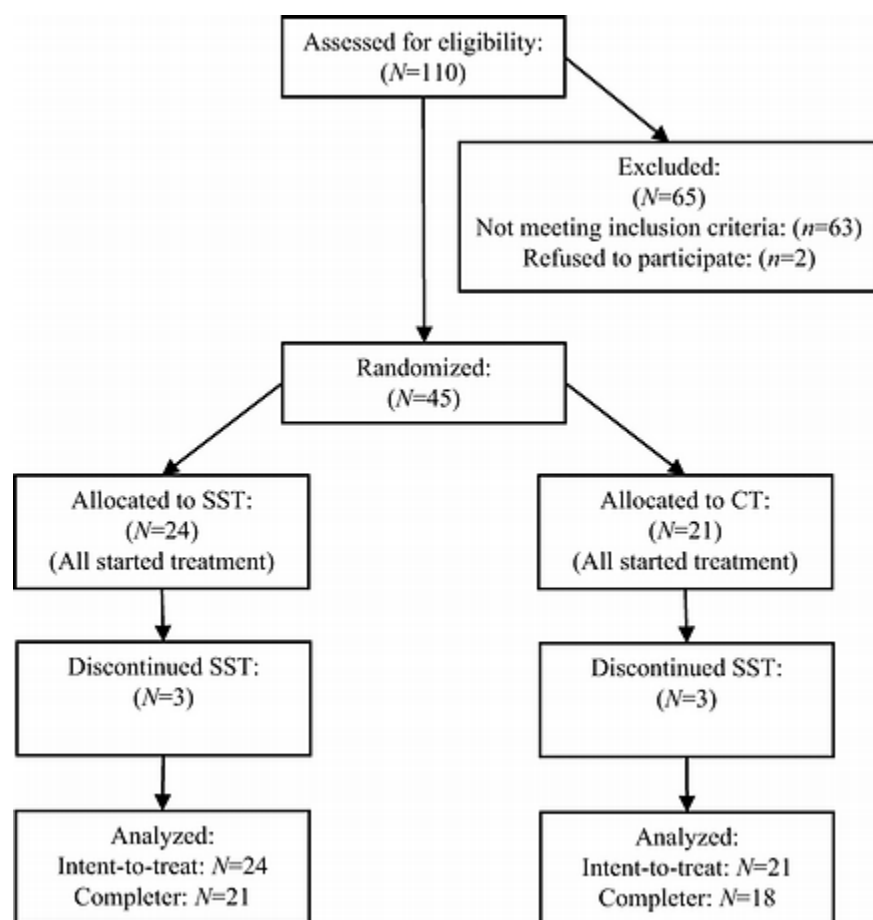 Assessed for eligibility:
(N=110)
Excluded:
(N=65)
Not meeting inclusion criteria: (n=63)
Refused to participate: (n=2)
Randomized:
(N=45)
Allocated to SST:
(N=24)
(All started treatment)
Allocated to CT:
(N=21)
(All started treatment)
Discontinued SST:
(N=3)
Discontinued SST:
(N=3)
Analyzed:
Intent-to-treat: N=24
Completer: N=21
Analyzed:
Intent-to-treat: N=21
Completer: N=18